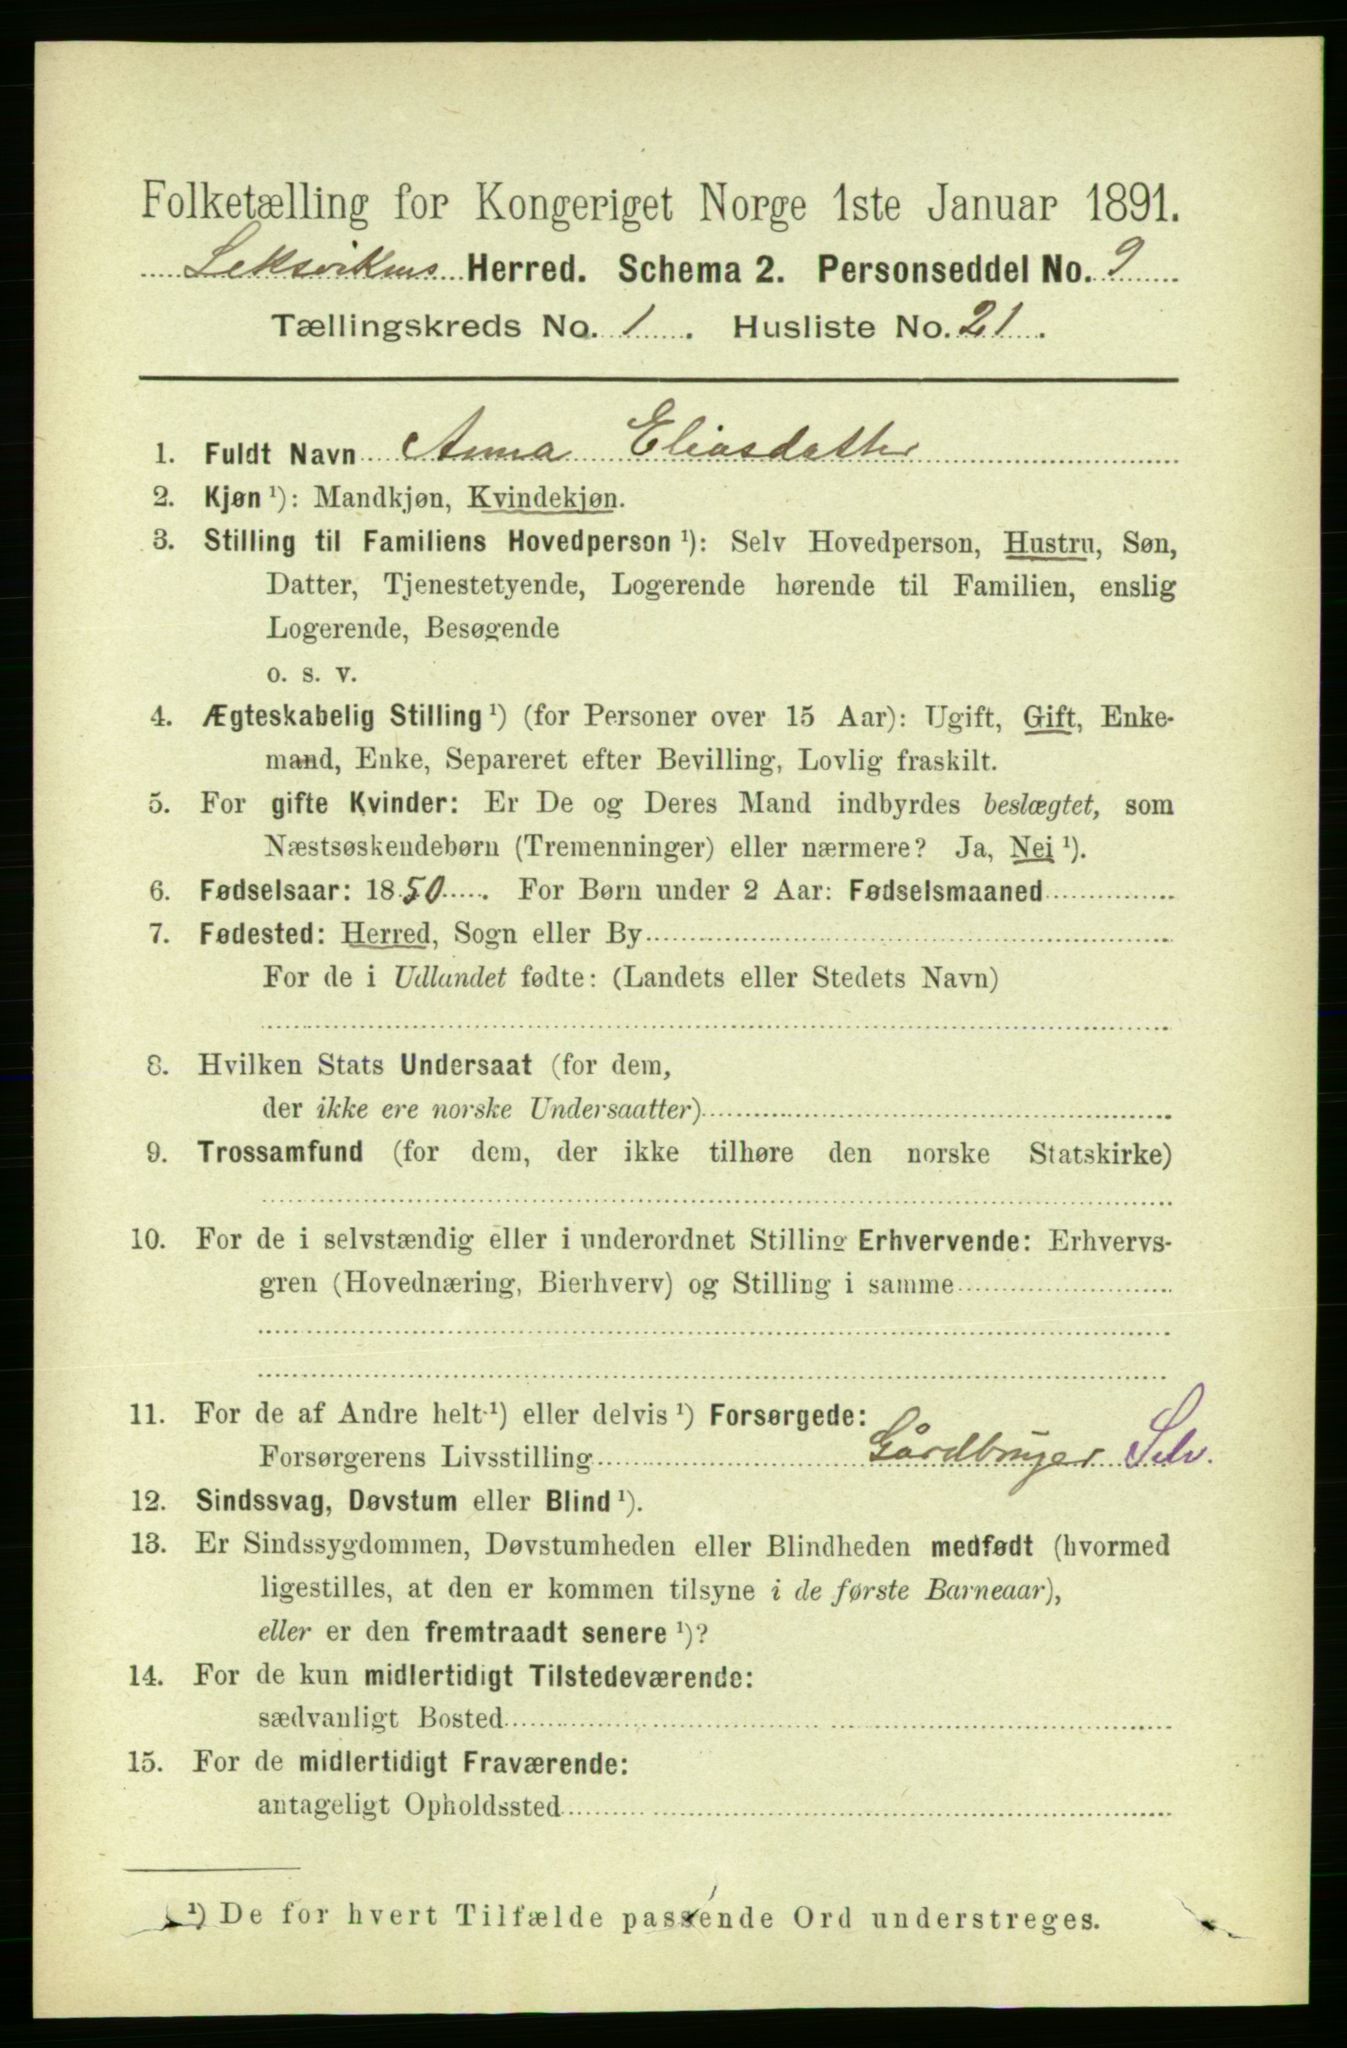 Folketælling for Kongeriget Norge 1ste Januar 1891.
Leksvikens Herred. Schema 2. Personseddel No. 9
Tællingskreds No. 1. Husliste No. 21.
1. Fuldt Navn Anna Eliasdatter
2. Kjøn ¹): Mandkjøn, Kvindekjøn.
3. Stilling til Familiens Hovedperson ¹): Selv Hovedperson, Hustru, Søn,
Datter, Tjenestetyende, Logerende hørende til Familien, enslig
Logerende, Besøgende
o. s. v.
4. Ægteskabelig Stilling ¹) (for Personer over 15 Aar): Ugift, Gift, Enke-
mand, Enke, Separeret efter Bevilling, Lovlig fraskilt.
5. For gifte Kvinder: Er De og Deres Mand indbyrdes beslægtet, som
Næstsøskendebørn (Tremenninger) eller nærmere? Ja, Nei ¹).
6. Fødselsaar: 1850. For Børn under 2 Aar: Fødselsmaaned
7. Fødested: Herred, Sogn eller By
For de i Udlandet fødte: (Landets eller Stedets Navn)
8. Hvilken Stats Undersaat (for dem,
der ikke ere norske Undersaatter)
9. Trossamfund (for dem, der ikke tilhøre den norske Statskirke)
10. For de i selvstændig eller i underordnet Stilling Erhvervende: Erhvervs-
gren (Hovednæring, Bierhverv) og Stilling i samme
11. For de af Andre helt ¹) eller delvis ¹) Forsørgede:
Forsørgerens Livsstilling Gårdbruger Selv.
12. Sindssvag, Døvstum eller Blind ¹).
13. Er Sindssygdommen, Døvstumheden eller Blindheden medfødt (hvormed
ligestilles, at den er kommen tilsyne i de første Barneaar),
eller er den fremtraadt senere ¹)?
14. For de kun midlertidigt Tilstedeværende:
sædvanligt Bosted
15. For de midlertidigt Fraværende:
antageligt Opholdssted
¹) De for hvert Tilfælde passende Ord understreges.